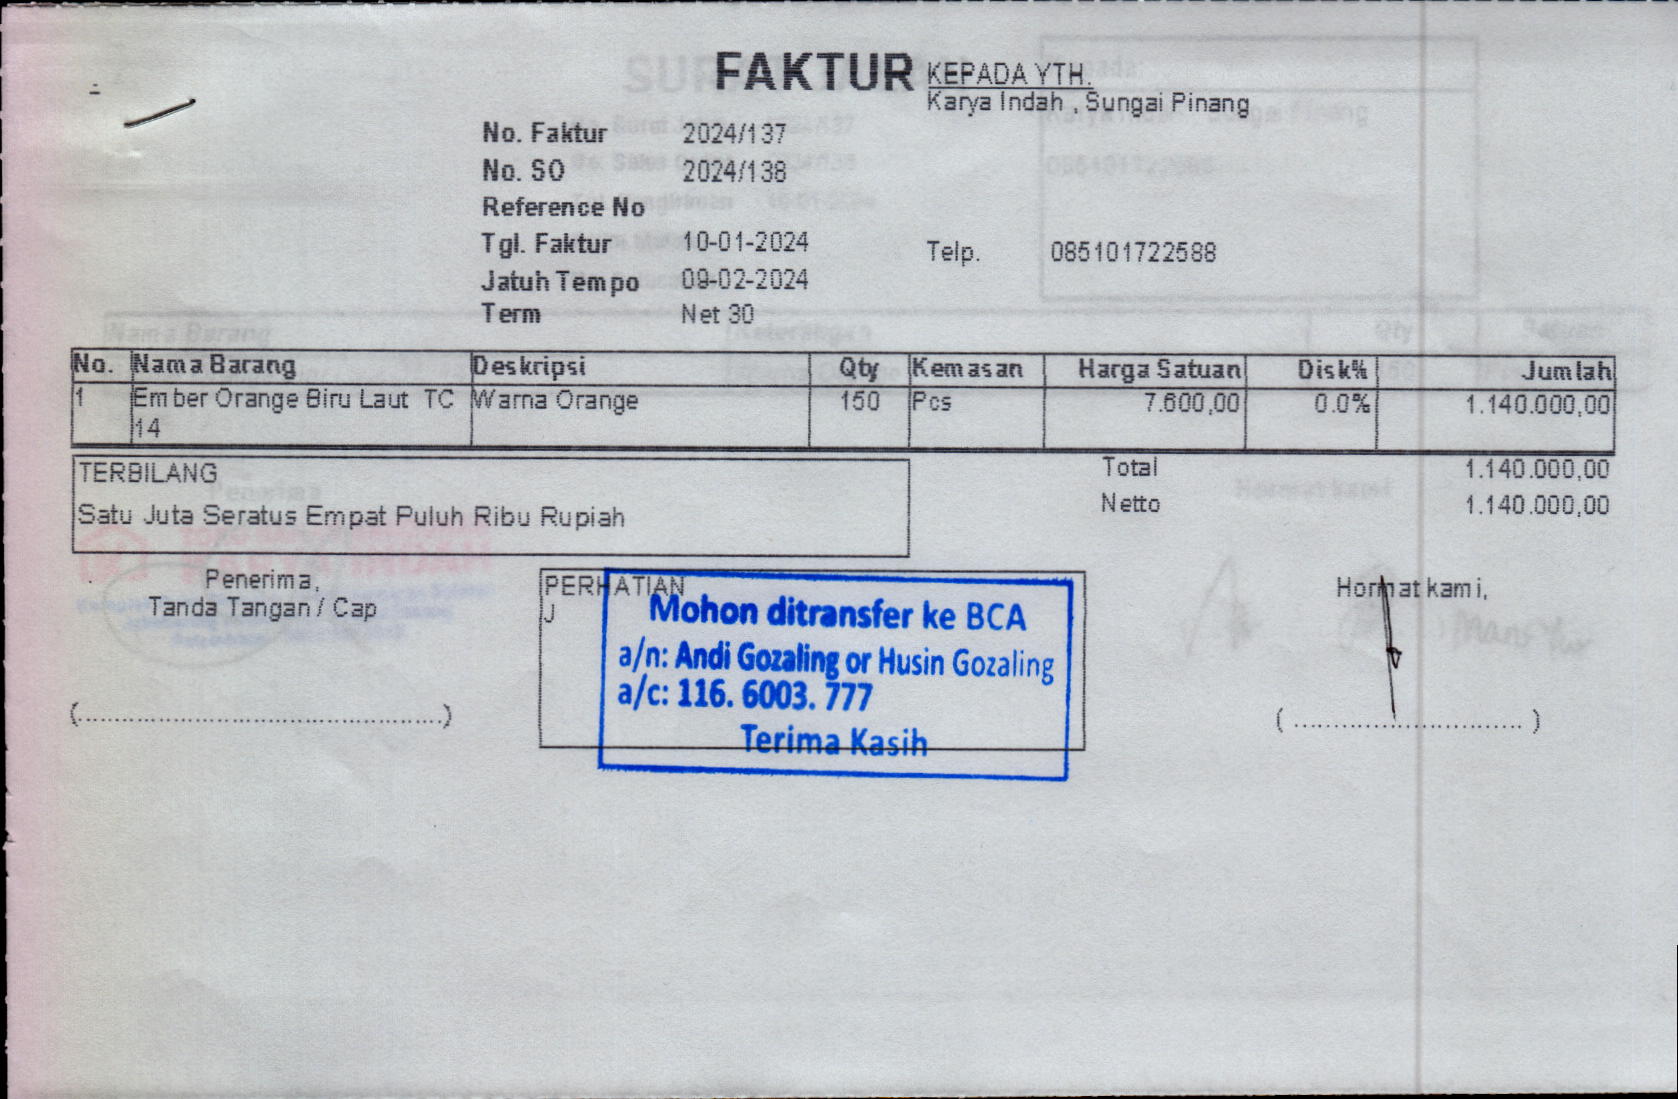 FAKTUR
KEPADA YTH.
Karya Indah , Sungai Pinang
No. Faktur 2024/137
No. SO 2024/138
Reference No
Tgl. Faktur 10-01-2024
Telp. 085101722588
Jatuh Tempo 09-02-2024
Term Net 30
No. Nama Barang Deskripsi Qty Kemasan Harga Satuan Disk% Jumlah
1 Ember Orange Biru Laut TC Warna Orange 150 Pcs 7.600,00 0.0% 1.140.000,00
14
TERBILANG
Total 1.140.000,00
Satu Juta Seratus Empat Puluh Ribu Rupiah
Netto 1.140.000,00
Penerima,
Tanda Tangan / Cap
(............................................)
PERHATIAN
J
Mohon ditransfer ke BCA
a/n: Andi Gozaling or Husin Gozaling
a/c: 116. 6003. 777
Terima Kasih
Hormat kami,
( ............................ )